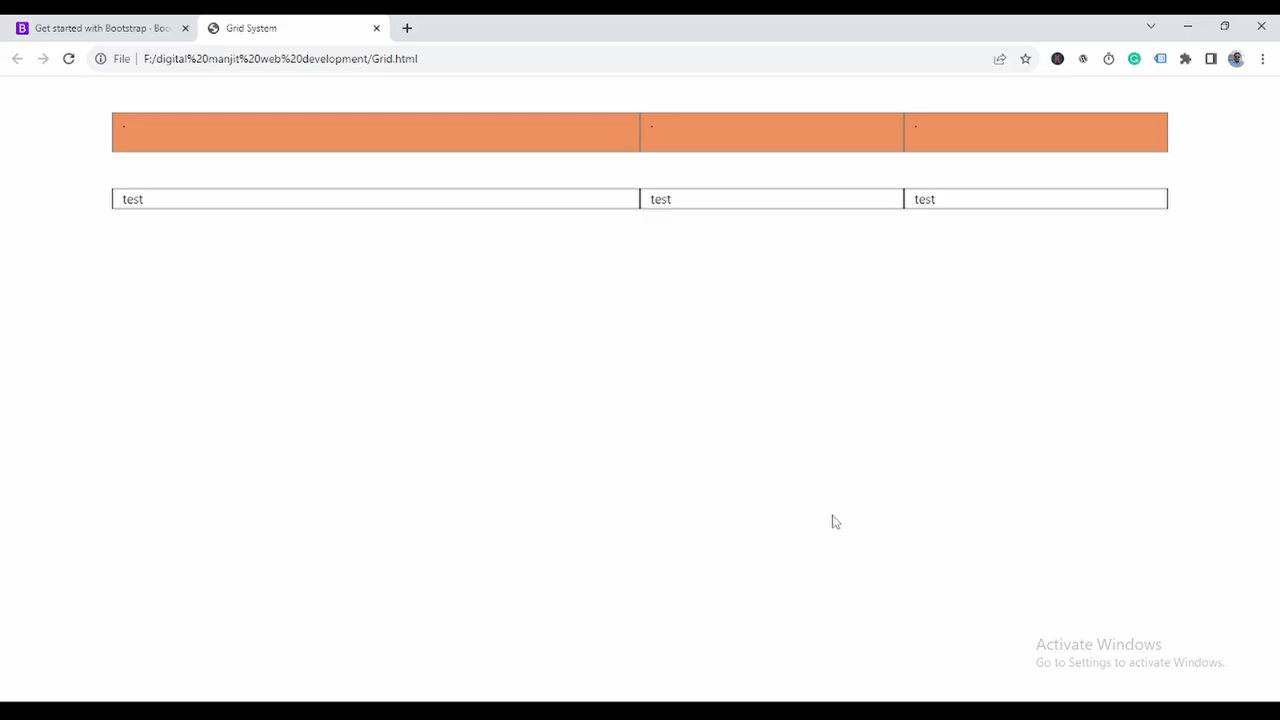 Get started with Bootstrap · Boo
Grid System
File
F:/digital%20manjit%20web%20development/Grid.html
. . .
test test test
Activate Windows
Go to Settings to activate Windows.